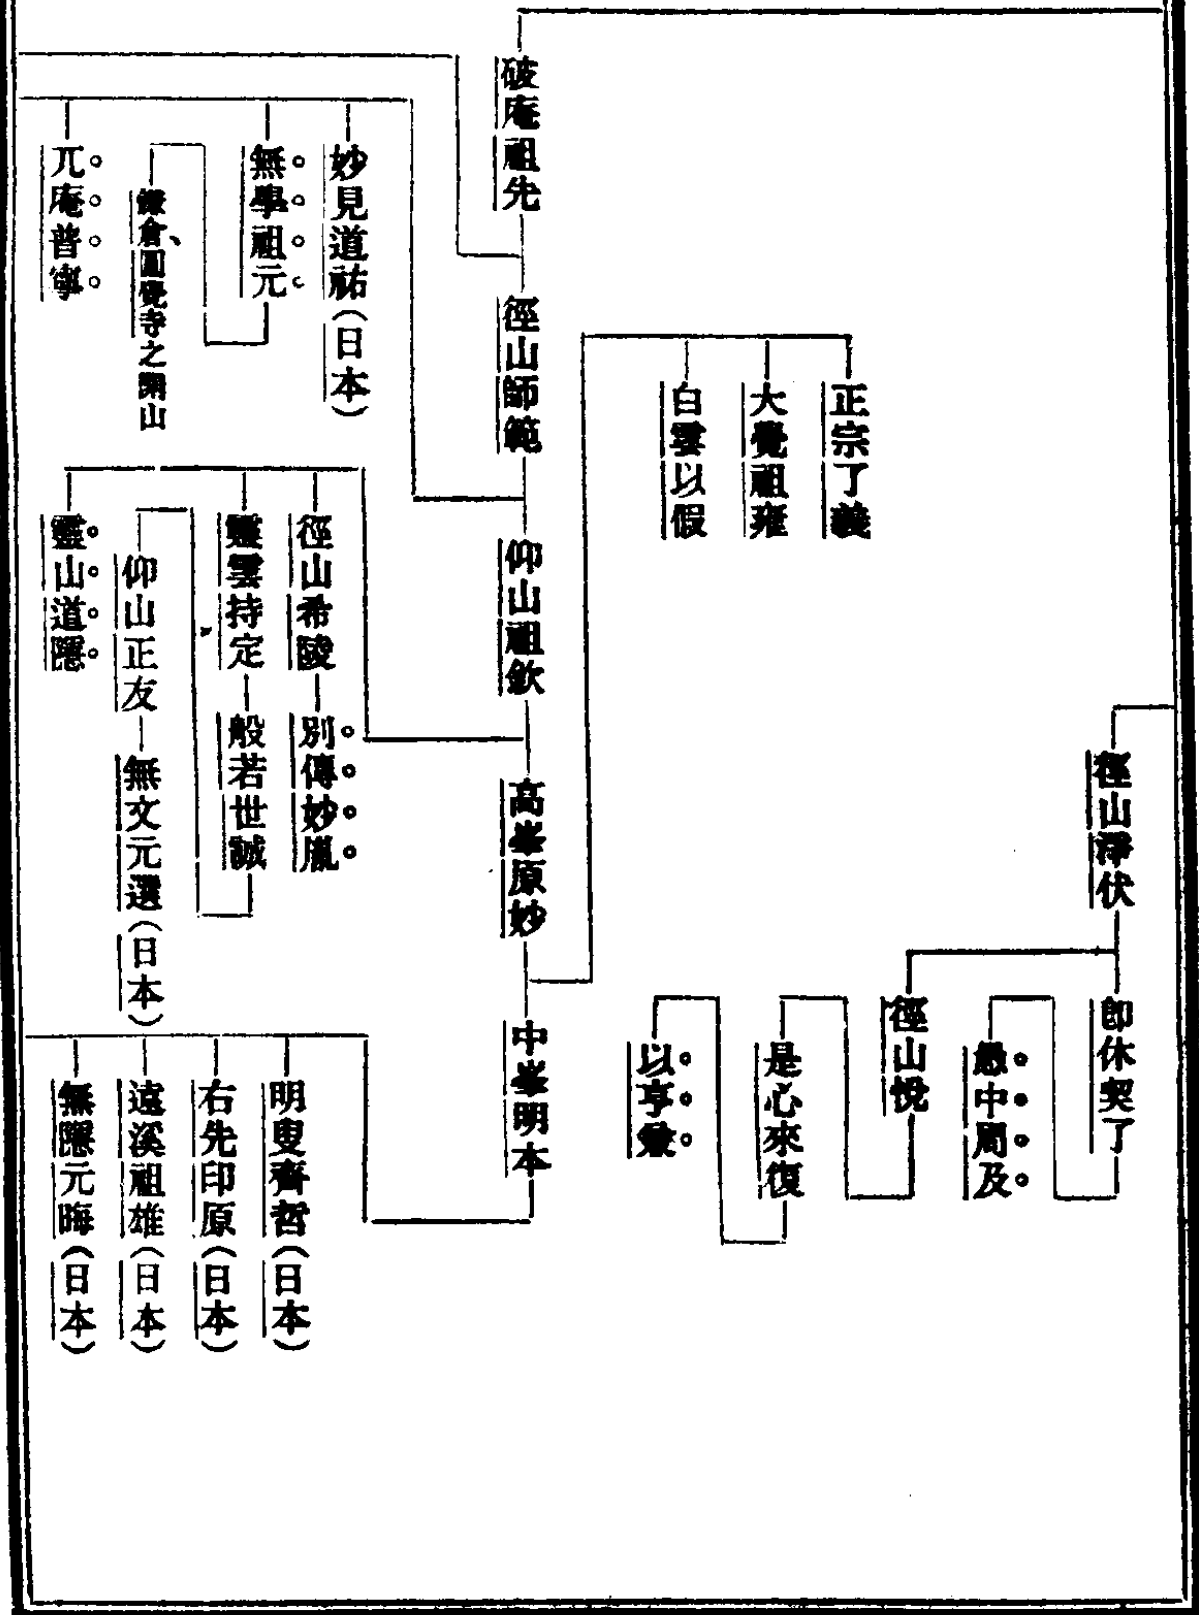 徑山淨伏
卽休契了
愚中周及
徑山悅
是心來復
以亨
正宗了義
大覺祖雍
白雲以假
破庵祖先
徑山師範
仰山祖欽
高峯原妙
中峯明本
妙見道祐(日本)
無學祖元
鎌倉、圓覺寺之開山
兀庵普寧
徑山希陵
別傳妙胤
靈雲持定
般若世誠
仰山正友
無文元選(日本)
靈山道隱
明叟齊哲(日本)
右先印原(日本)
遠溪祖雄(日本)
無隱元晦(日本)